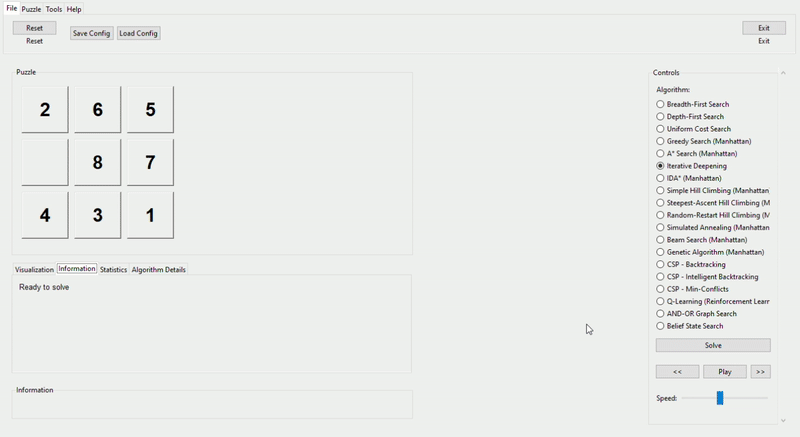 File Puzzle Tools Help
Reset Save Config Load Config Exit
Reset Exit
Puzzle
2 6 5
8 7
4 3 1
Visualization Information Statistics Algorithm Details
Ready to solve
Information
Controls
Algorithm:
Breadth-First Search
Depth-First Search
Uniform Cost Search
Greedy Search (Manhattan)
A* Search (Manhattan)
Iterative Deepening
IDA* (Manhattan)
Simple Hill Climbing (Manhattan
Steepest-Ascent Hill Climbing (M
Random-Restart Hill Climbing (M
Simulated Annealing (Manhattan
Beam Search (Manhattan)
Genetic Algorithm (Manhattan)
CSP - Backtracking
CSP - Intelligent Backtracking
CSP - Min-Conflicts
Q-Learning (Reinforcement Learr
AND-OR Graph Search
Belief State Search
Solve
<< Play >>
Speed: